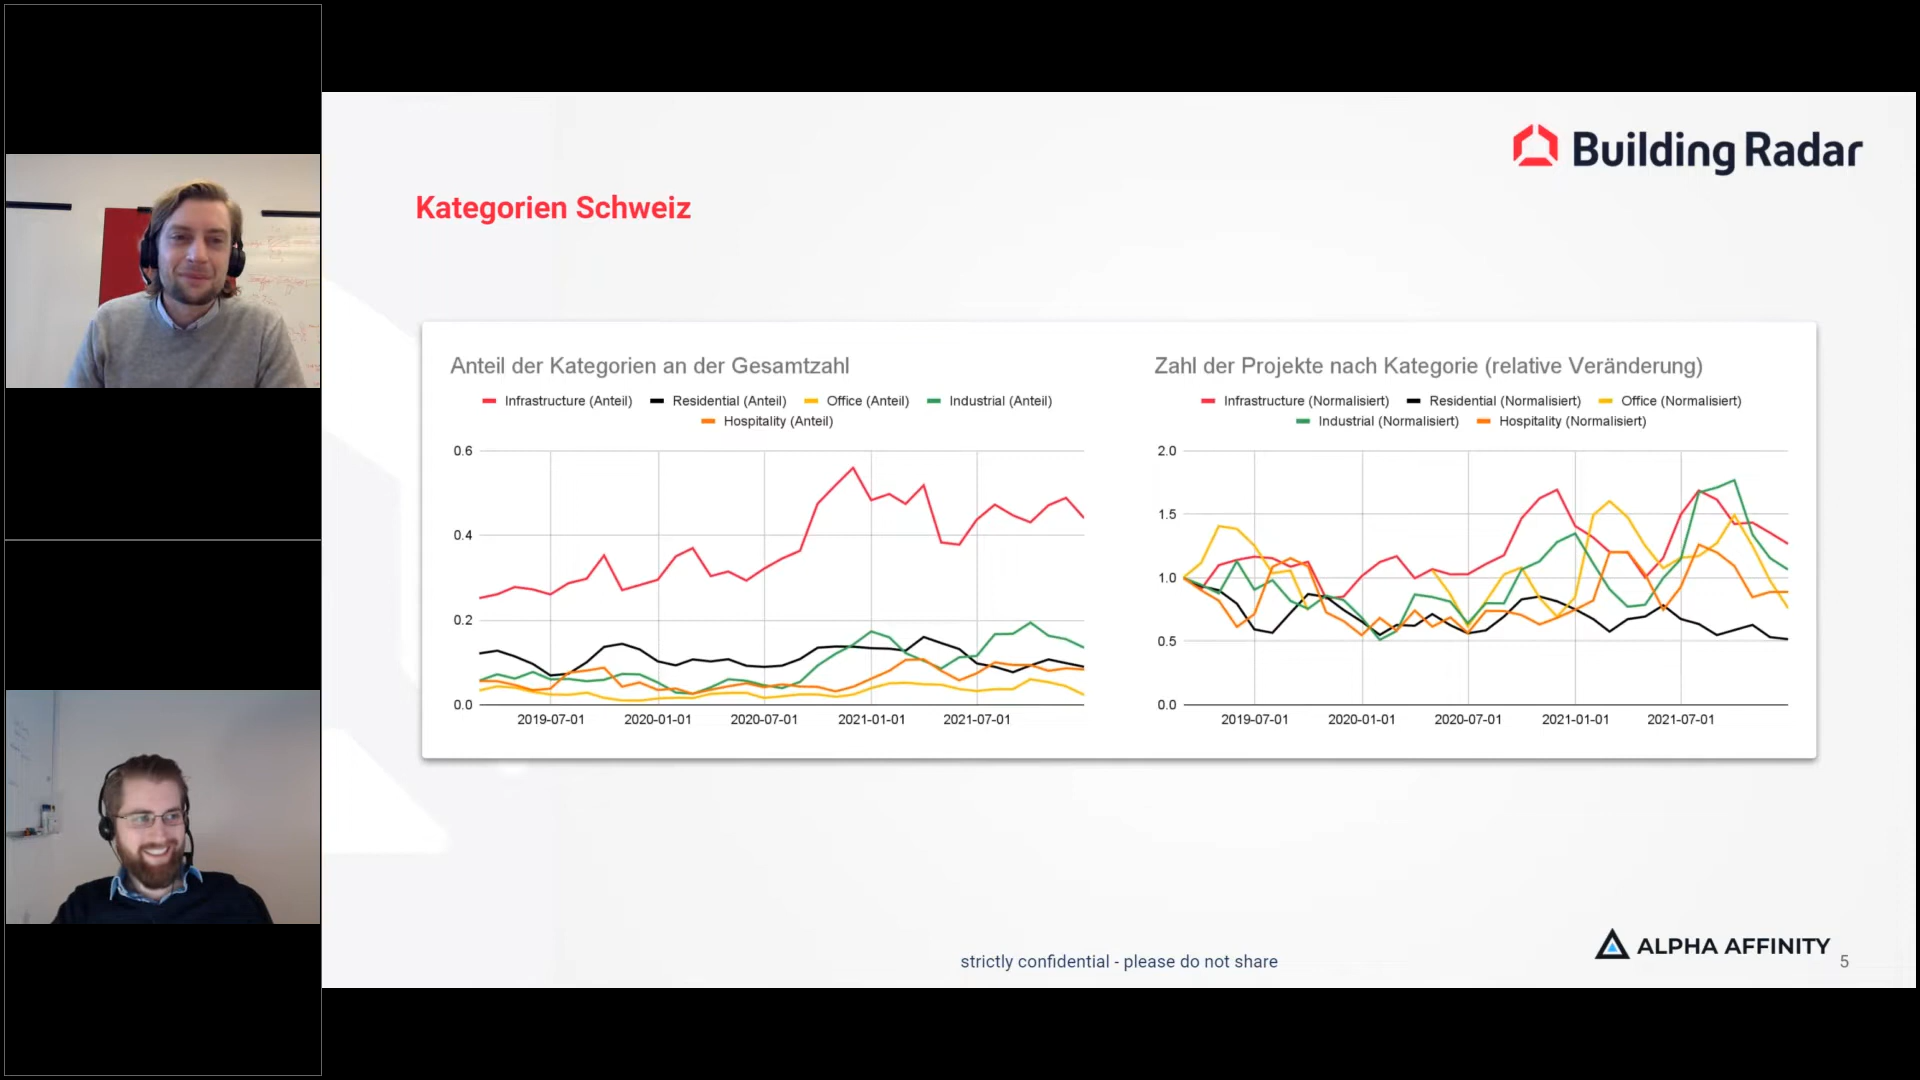 Building Radar
Kategorien Schweiz
Anteil der Kategorien an der Gesamtzahl
Infrastructure (Anteil) Residential (Anteil) Office (Anteil) Industrial (Anteil)
Hospitality (Anteil)
0.6
0.4
0.2
0.0
2019-07-01 2020-01-01 2020-07-01 2021-01-01 2021-07-01
Zahl der Projekte nach Kategorie (relative Veränderung)
Infrastructure (Normalisiert) Residential (Normalisiert) Office (Normalisiert)
Industrial (Normalisiert) Hospitality (Normalisiert)
2.0
1.5
1.0
0.5
0.0
2019-07-01 2020-01-01 2020-07-01 2021-01-01 2021-07-01
strictly confidential - please do not share
ALPHA AFFINITY
5